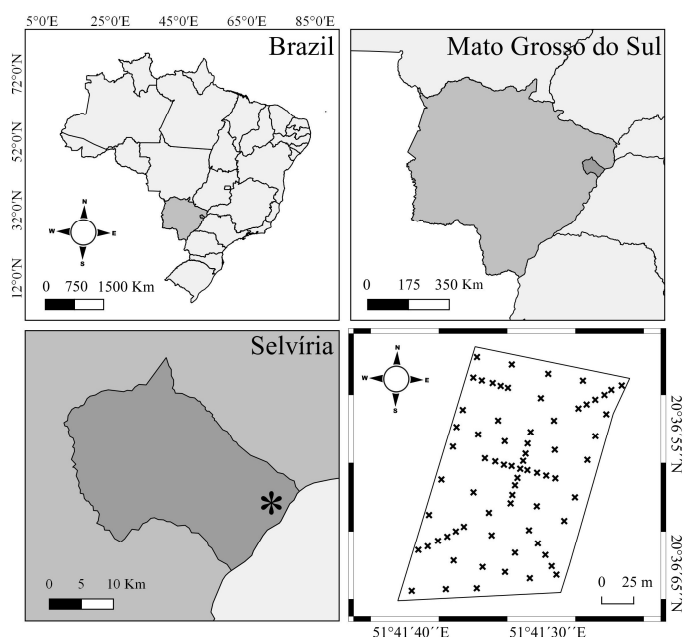 5°0'E 25°0'E 45°0'E 65°0'E 85°0'E
Brazil
72°0'N
52°0'N
32°0'N
12°0'N
N
W E
S
0 750 1500 Km
Mato Grosso do Sul
0 175 350 Km
Selvíria
*
0 5 10 Km
N
W E
S
20°36'55''N
20°36'65''N
0 25 m
51°41'40''E 51°41'30''E